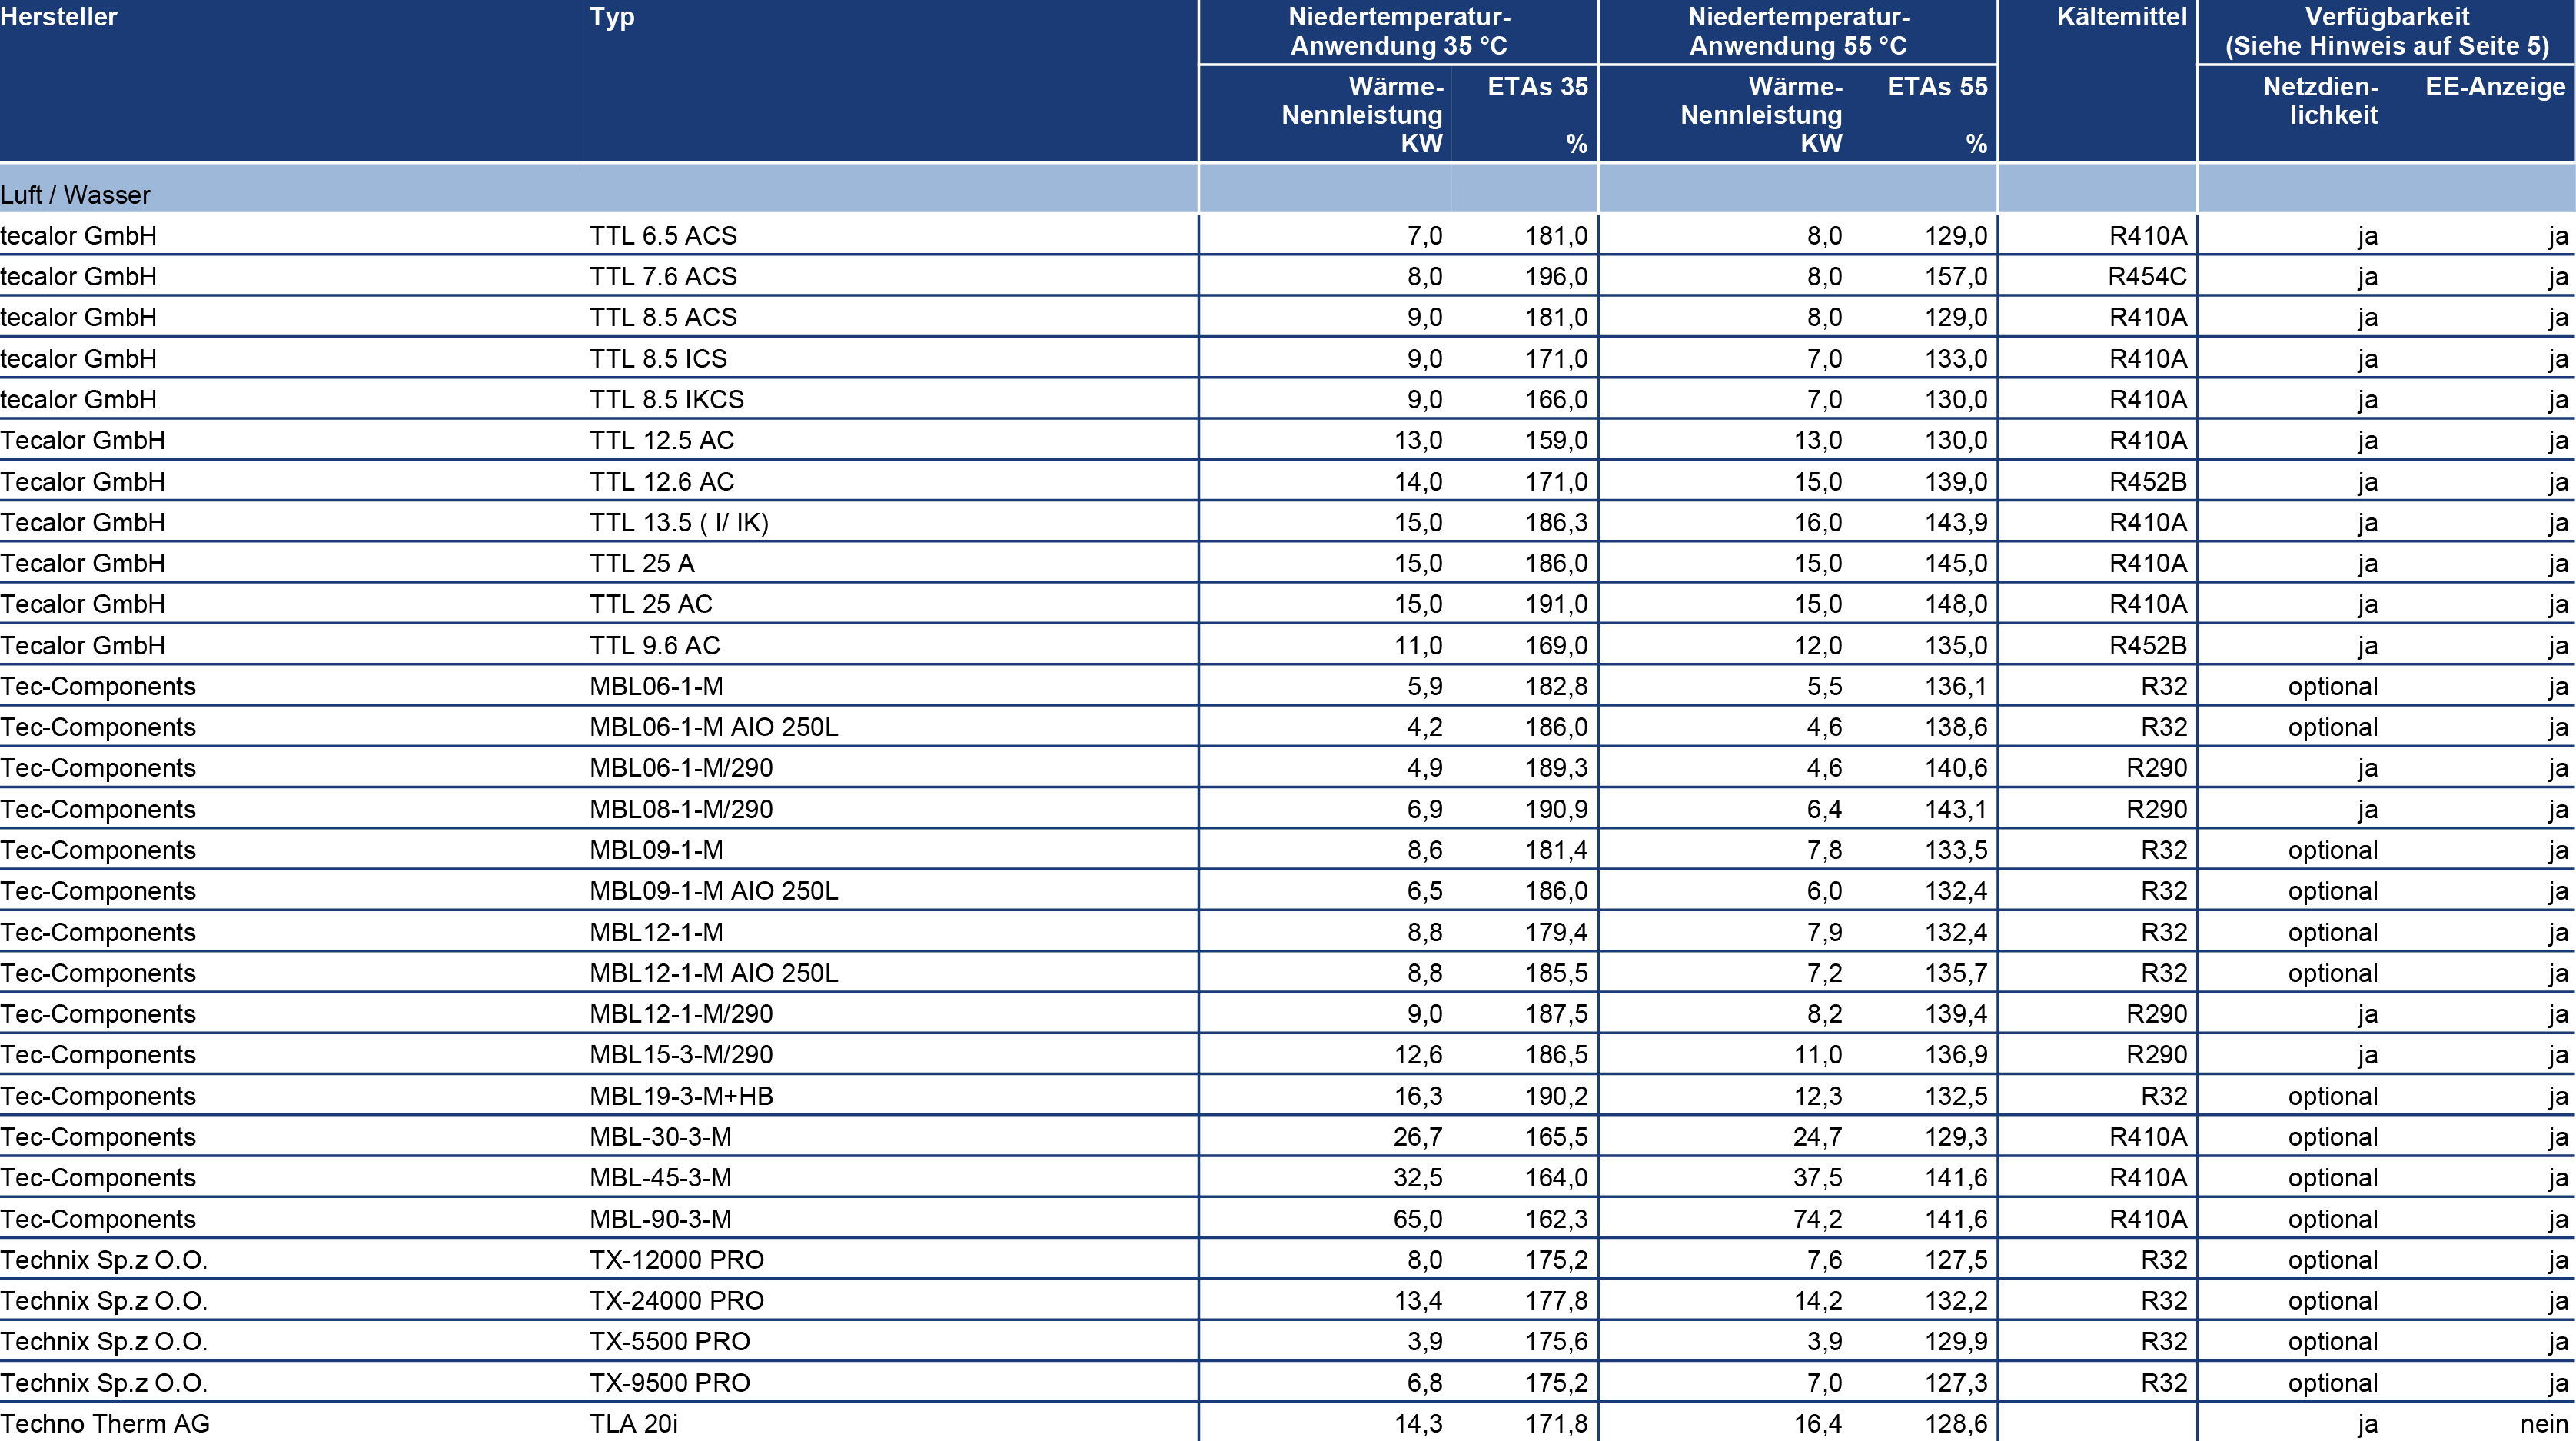 Hersteller Typ Niedertemperatur- Niedertemperatur- Kältemittel Verfügbarkeit
Anwendung 35 °C Anwendung 55 °C (Siehe Hinweis auf Seite 5)
Wärme- ETAs 35 Wärme- ETAs 55 Netzdien- EE-Anzeige
Nennleistung Nennleistung lichkeit
KW % KW %
Luft / Wasser
tecalor GmbH TTL 6.5 ACS 7,0 181,0 8,0 129,0 R410A ja ja
tecalor GmbH TTL 7.6 ACS 8,0 196,0 8,0 157,0 R454C ja ja
tecalor GmbH TTL 8.5 ACS 9,0 181,0 8,0 129,0 R410A ja ja
tecalor GmbH TTL 8.5 ICS 9,0 171,0 7,0 133,0 R410A ja ja
tecalor GmbH TTL 8.5 IKCS 9,0 166,0 7,0 130,0 R410A ja ja
Tecalor GmbH TTL 12.5 AC 13,0 159,0 13,0 130,0 R410A ja ja
Tecalor GmbH TTL 12.6 AC 14,0 171,0 15,0 139,0 R452B ja ja
Tecalor GmbH TTL 13.5 ( I/ IK) 15,0 186,3 16,0 143,9 R410A ja ja
Tecalor GmbH TTL 25 A 15,0 186,0 15,0 145,0 R410A ja ja
Tecalor GmbH TTL 25 AC 15,0 191,0 15,0 148,0 R410A ja ja
Tecalor GmbH TTL 9.6 AC 11,0 169,0 12,0 135,0 R452B ja ja
Tec-Components MBL06-1-M 5,9 182,8 5,5 136,1 R32 optional ja
Tec-Components MBL06-1-M AIO 250L 4,2 186,0 4,6 138,6 R32 optional ja
Tec-Components MBL06-1-M/290 4,9 189,3 4,6 140,6 R290 ja ja
Tec-Components MBL08-1-M/290 6,9 190,9 6,4 143,1 R290 ja ja
Tec-Components MBL09-1-M 8,6 181,4 7,8 133,5 R32 optional ja
Tec-Components MBL09-1-M AIO 250L 6,5 186,0 6,0 132,4 R32 optional ja
Tec-Components MBL12-1-M 8,8 179,4 7,9 132,4 R32 optional ja
Tec-Components MBL12-1-M AIO 250L 8,8 185,5 7,2 135,7 R32 optional ja
Tec-Components MBL12-1-M/290 9,0 187,5 8,2 139,4 R290 ja ja
Tec-Components MBL15-3-M/290 12,6 186,5 11,0 136,9 R290 ja ja
Tec-Components MBL19-3-M+HB 16,3 190,2 12,3 132,5 R32 optional ja
Tec-Components MBL-30-3-M 26,7 165,5 24,7 129,3 R410A optional ja
Tec-Components MBL-45-3-M 32,5 164,0 37,5 141,6 R410A optional ja
Tec-Components MBL-90-3-M 65,0 162,3 74,2 141,6 R410A optional ja
Technix Sp.z O.O. TX-12000 PRO 8,0 175,2 7,6 127,5 R32 optional ja
Technix Sp.z O.O. TX-24000 PRO 13,4 177,8 14,2 132,2 R32 optional ja
Technix Sp.z O.O. TX-5500 PRO 3,9 175,6 3,9 129,9 R32 optional ja
Technix Sp.z O.O. TX-9500 PRO 6,8 175,2 7,0 127,3 R32 optional ja
Techno Therm AG TLA 20i 14,3 171,8 16,4 128,6 ja nein